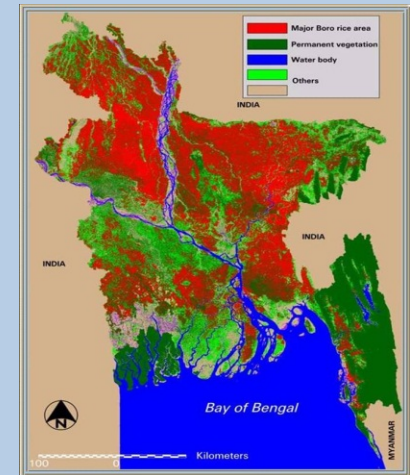 Major Boro rice area
Permanent vegetation
Water body
Others
INDIA
INDIA
INDIA
Bay of Bengal
MYANMAR
N
100 0 Kilometers